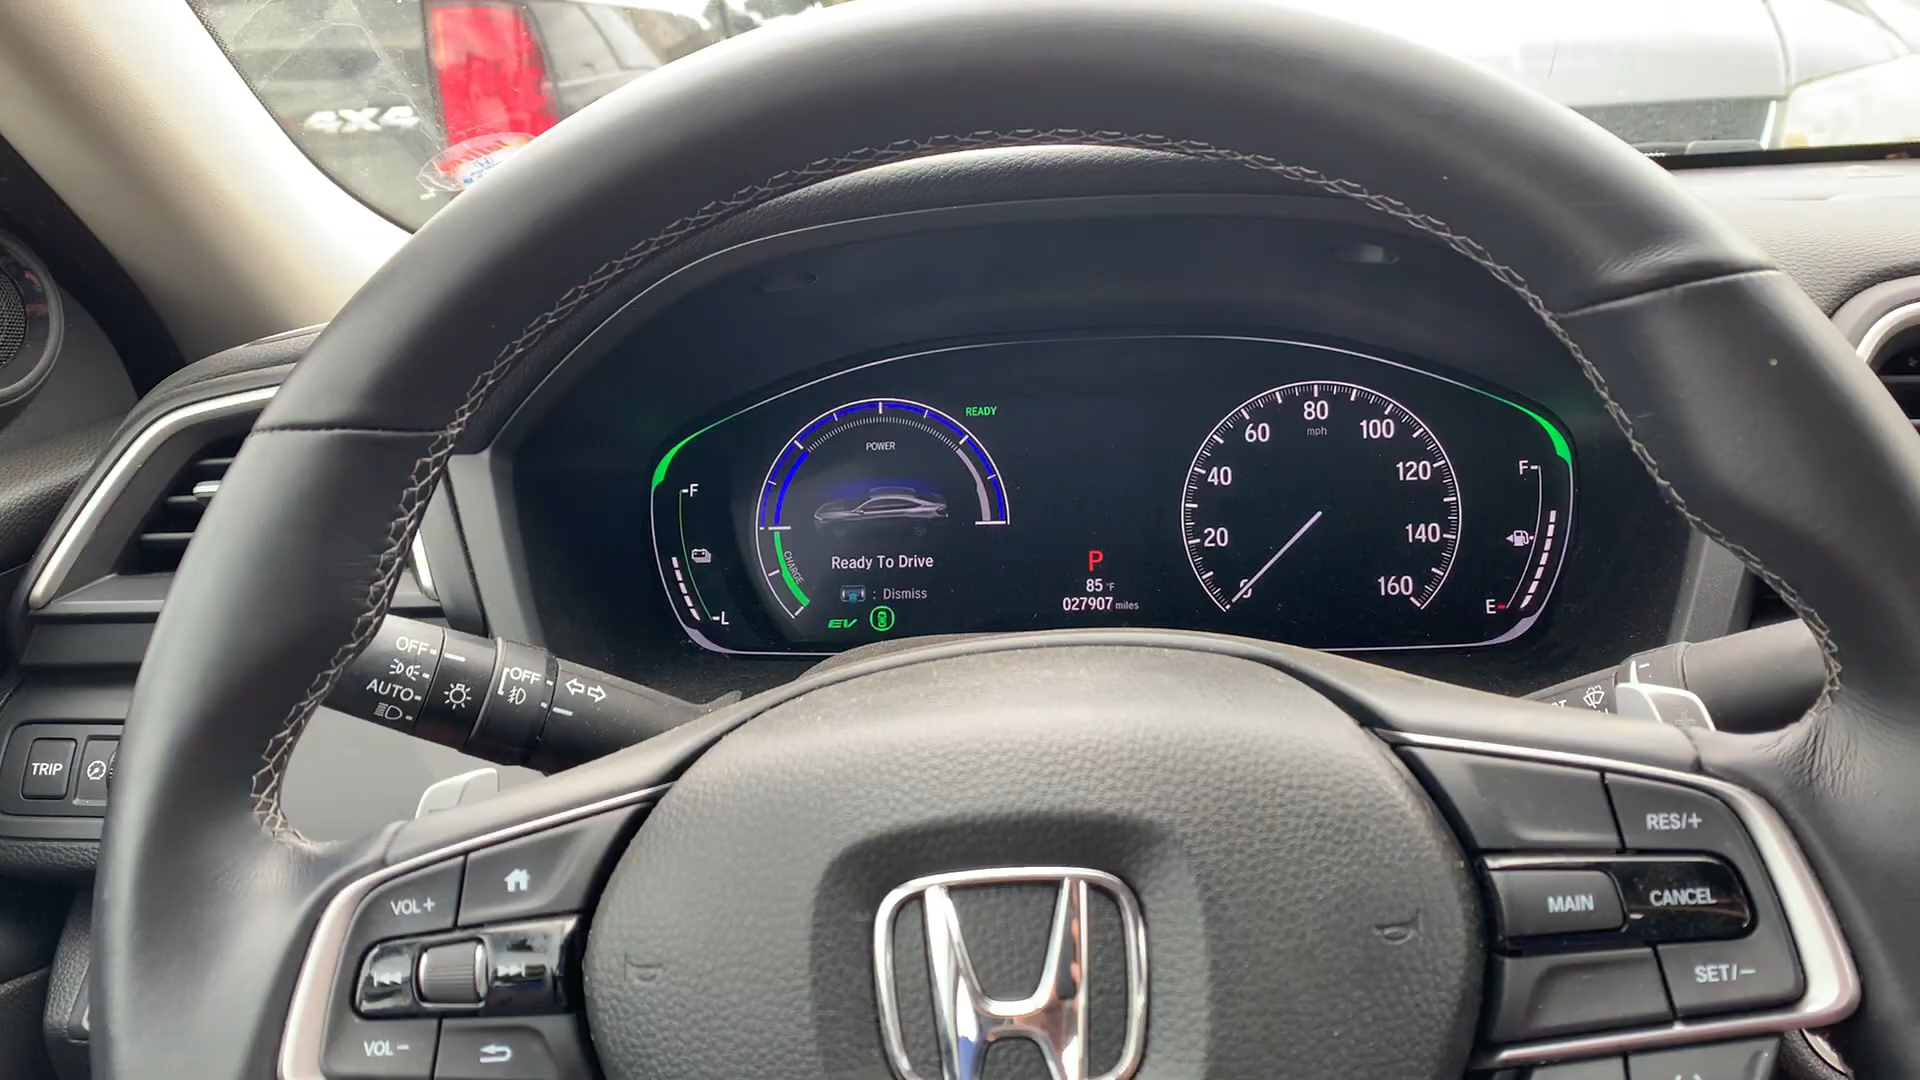 4X4
READY
POWER
F
L
CHARGE
Ready To Drive
: Dismiss
EV
P
85 °F
027907 miles
0
20
40
60
80
100
120
140
160
mph
F
E
OFF
AUTO
OFF
TRIP
VOL+
VOL-
RES/+
MAIN
CANCEL
SET/-